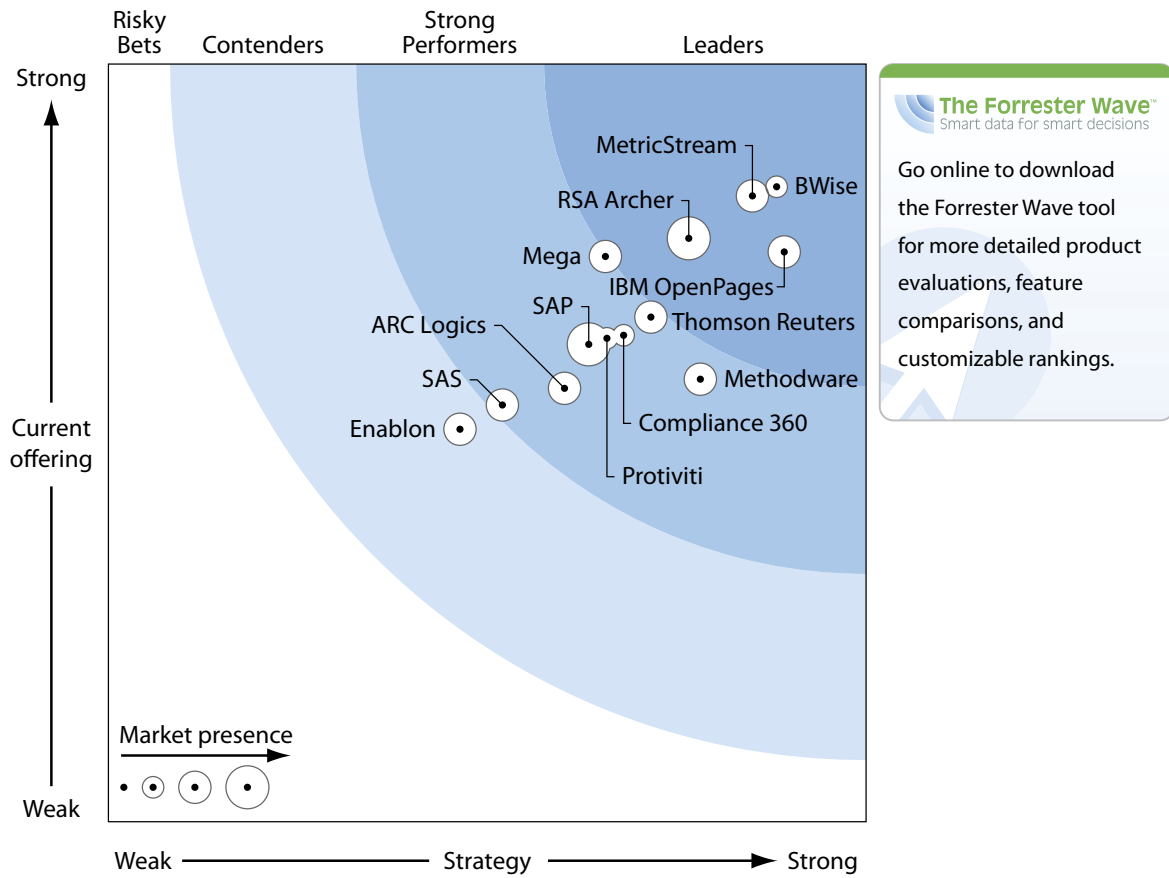 Risky
Bets
Contenders
Strong
Performers
Leaders
Strong
The Forrester Wave™
Smart data for smart decisions
Go online to download
the Forrester Wave tool
for more detailed product
evaluations, feature
comparisons, and
customizable rankings.
MetricStream
BWise
RSA Archer
Mega
IBM OpenPages
SAP
Thomson Reuters
ARC Logics
SAS
Methodware
Enablon
Compliance 360
Protiviti
Current
offering
Market presence
Weak
Weak
Strategy
Strong